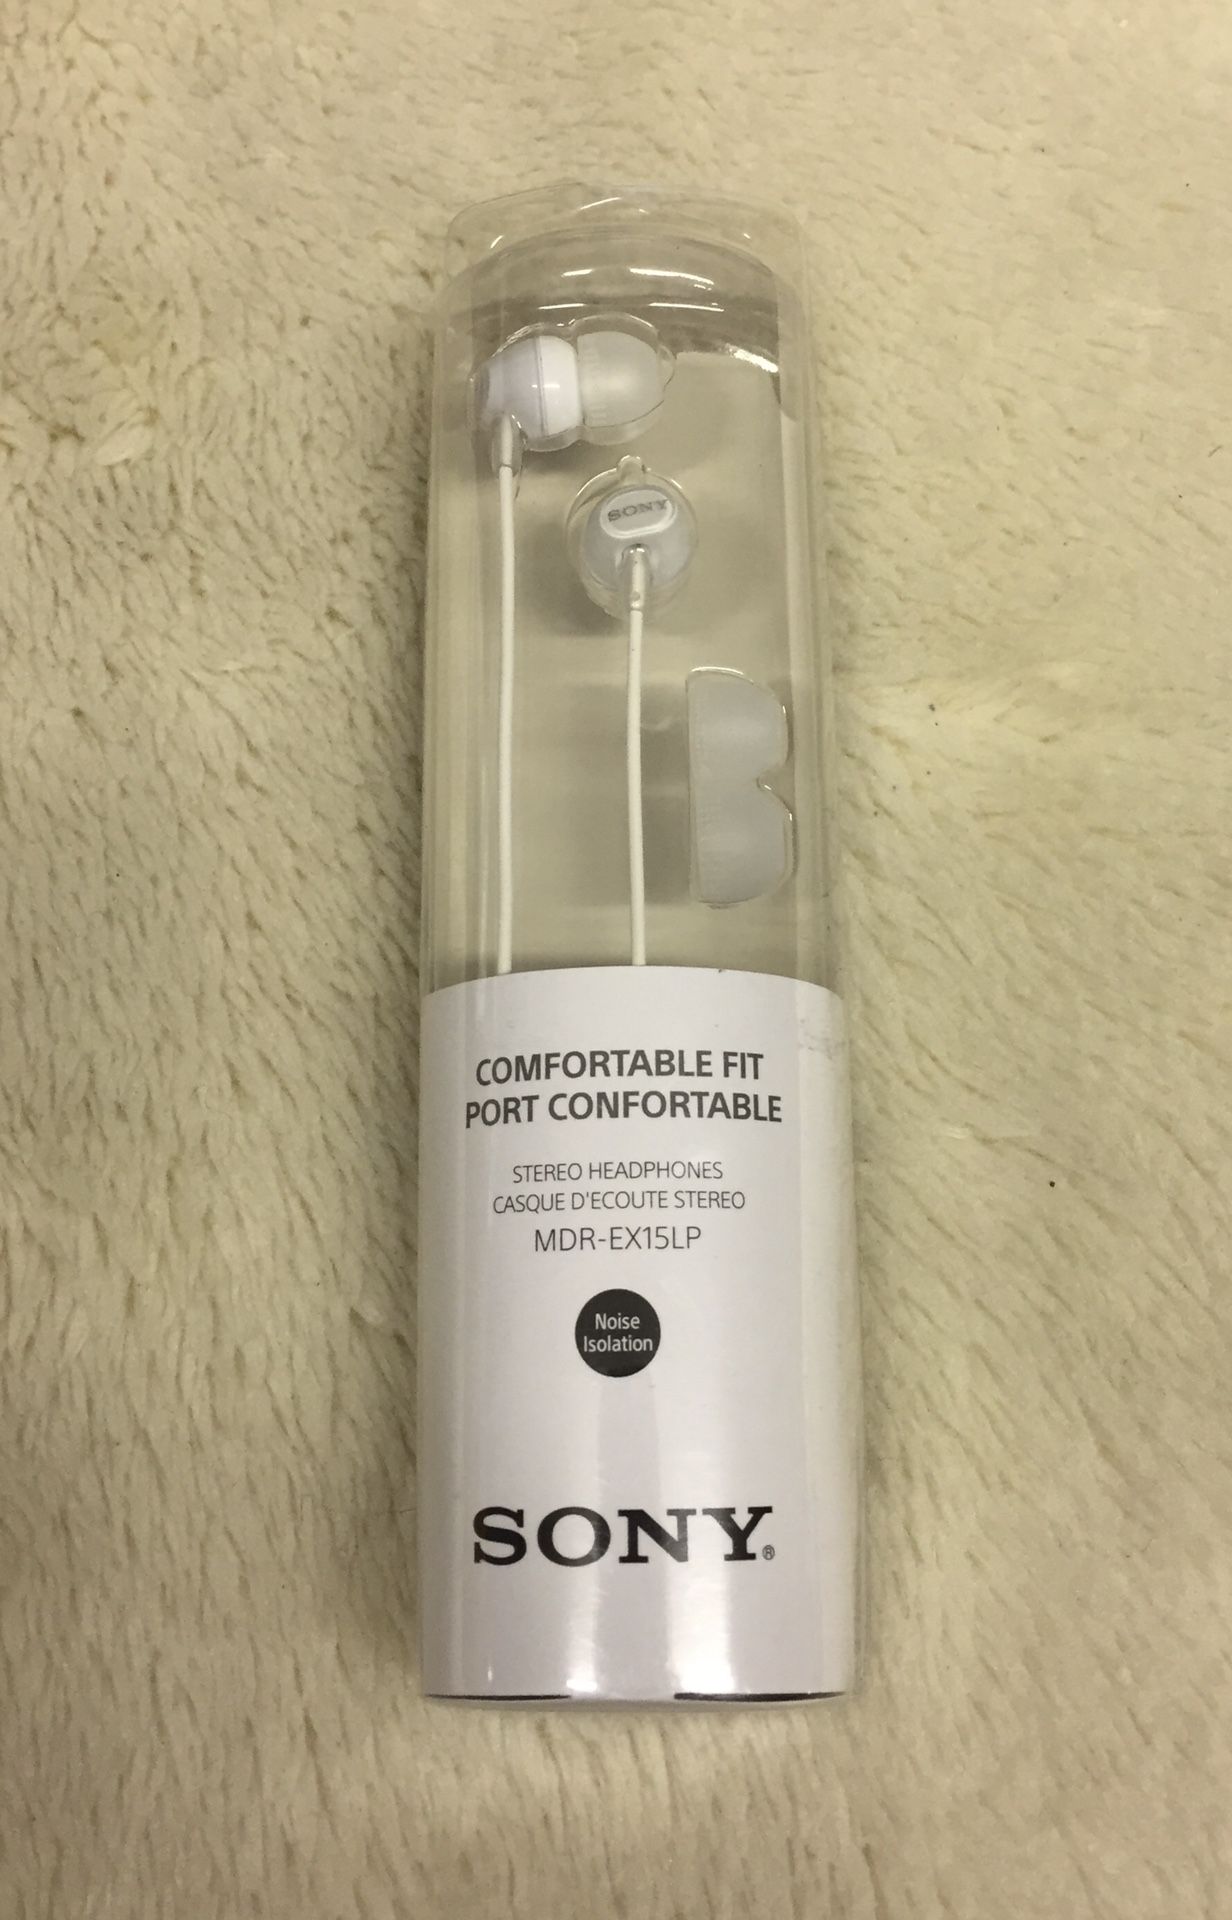 SONY
COMFORTABLE FIT
PORT CONFORTABLE
STEREO HEADPHONES
CASQUE D'ECOUTE STEREO
MDR-EX15LP
Noise
Isolation
SONY®